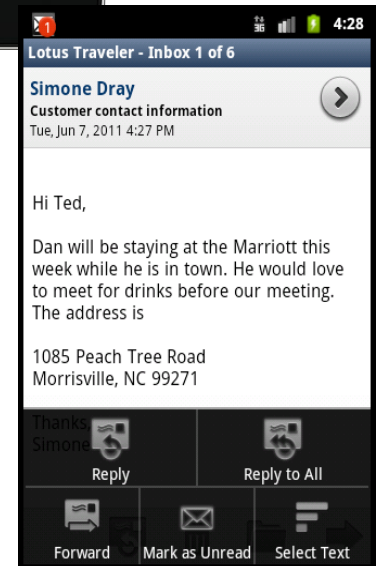 1
3G
4:28
Lotus Traveler - Inbox 1 of 6
Simone Dray
Customer contact information
Tue, Jun 7, 2011 4:27 PM
Hi Ted,
Dan will be staying at the Marriott this
week while he is in town. He would love
to meet for drinks before our meeting.
The address is
1085 Peach Tree Road
Morrisville, NC 99271
Thanks,
Simone
Reply Reply to All
Forward Mark as Unread Select Text